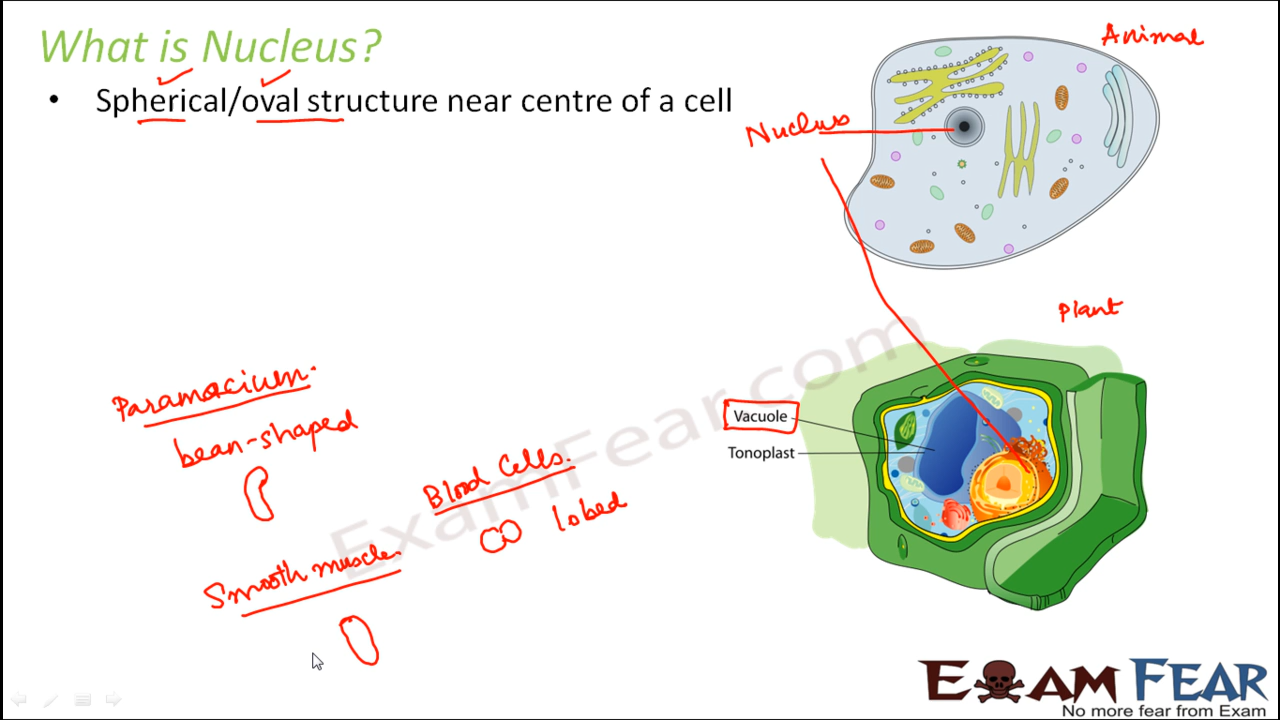 What is Nucleus?
• Spherical/oval structure near centre of a cell
Animal
Nucleus
Plant
Vacuole
Tonoplast
Paramacium
bean-shaped
Blood Cells
lobed
Smooth muscle
ExamFear.com
EXAM FEAR
No more fear from Exam